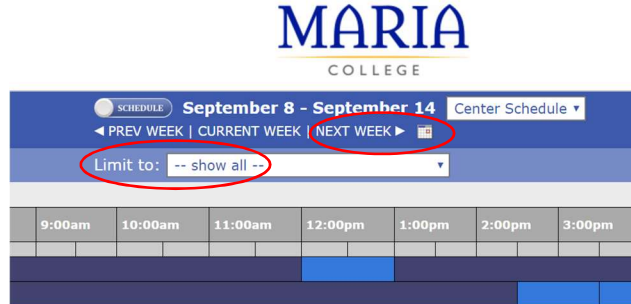 MARIA
COLLEGE
SCHEDULE September 8 - September 14 Center Schedule
PREV WEEK | CURRENT WEEK | NEXT WEEK
Limit to: -- show all --
9:00am 10:00am 11:00am 12:00pm 1:00pm 2:00pm 3:00pm